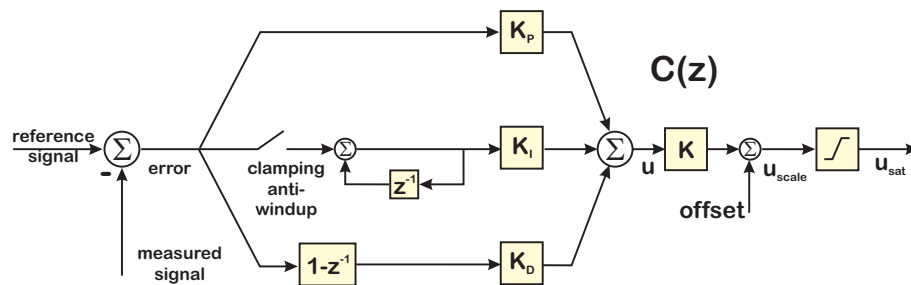 K_P
C(z)
reference
signal
Σ
-
error
clamping
anti-
windup
Σ
z⁻¹
K_I
Σ
u
K
Σ
u_scale
u_sat
offset
measured
signal
1-z⁻¹
K_D